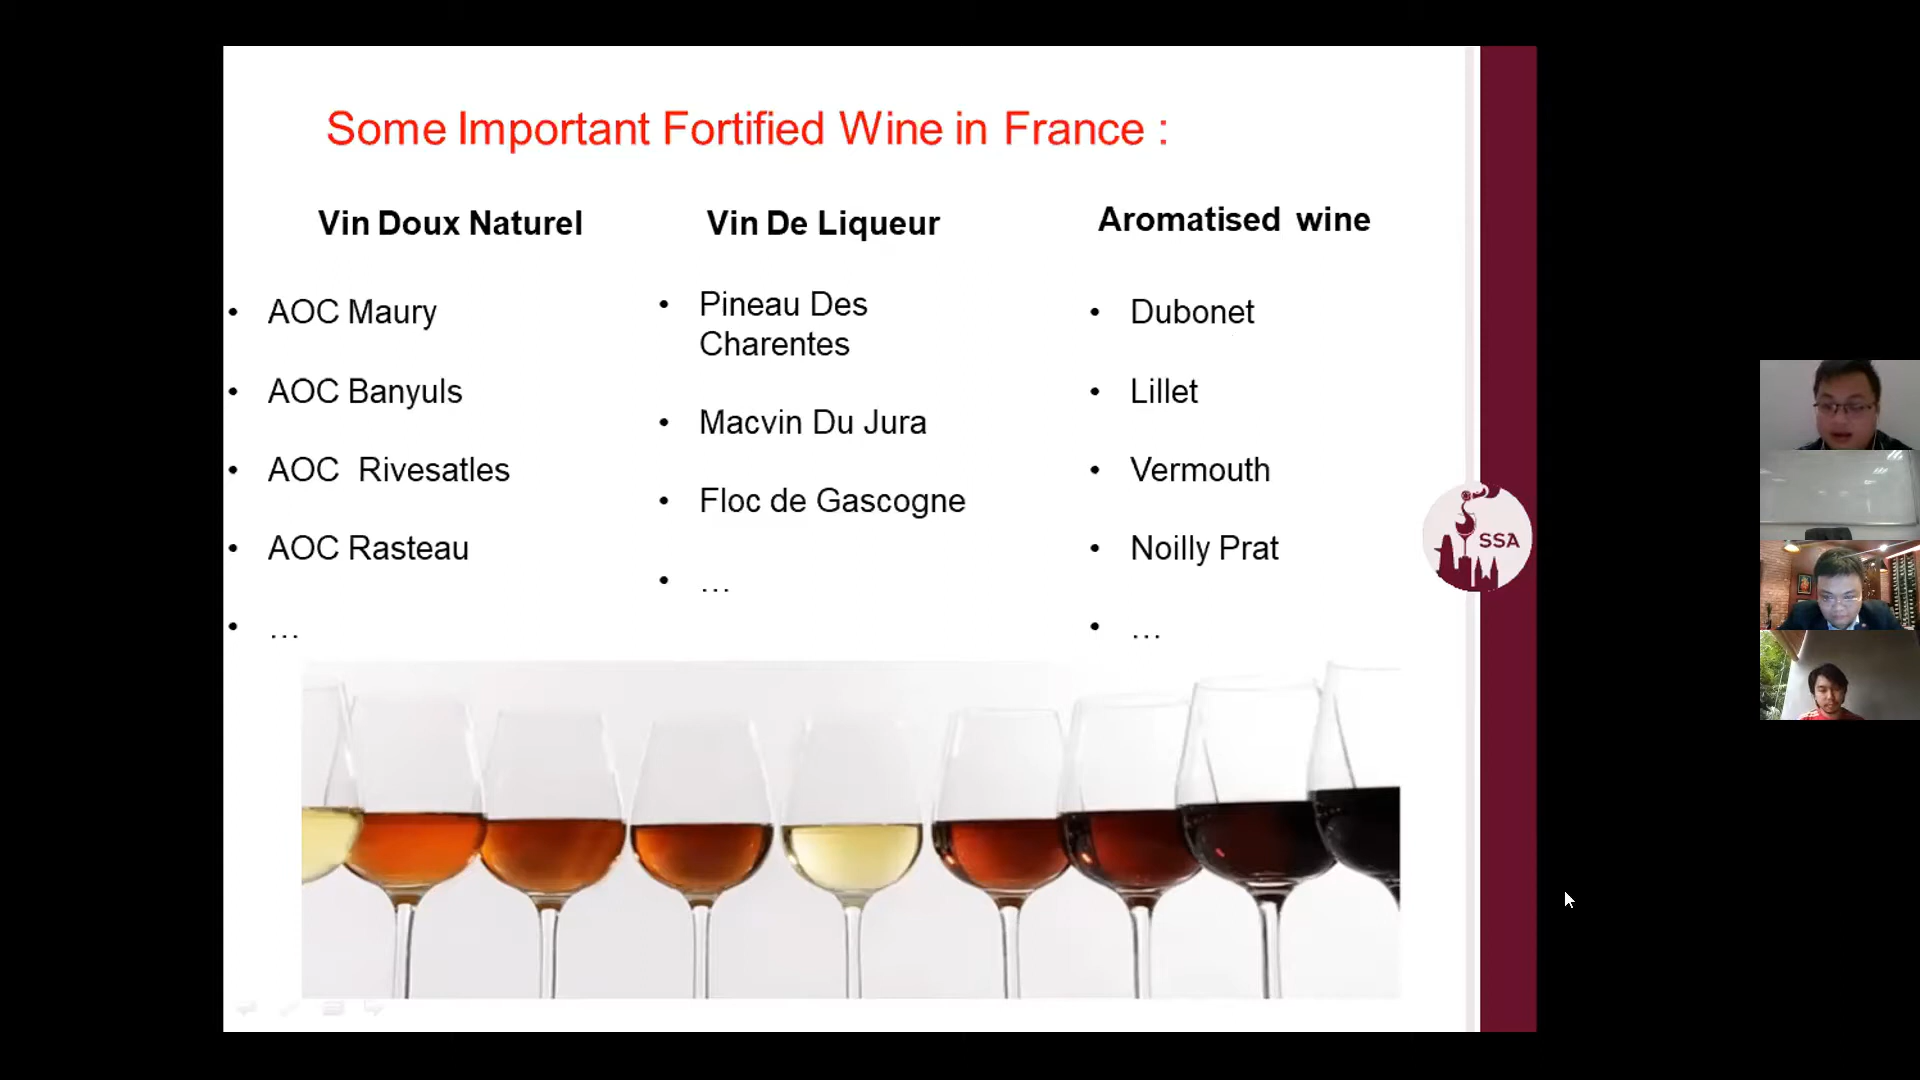 Some Important Fortified Wine in France :
Vin Doux Naturel
• AOC Maury
• AOC Banyuls
• AOC Rivesatles
• AOC Rasteau
• ...
Vin De Liqueur
• Pineau Des
Charentes
• Macvin Du Jura
• Floc de Gascogne
• ...
Aromatised wine
• Dubonet
• Lillet
• Vermouth
• Noilly Prat
• ...
SSA